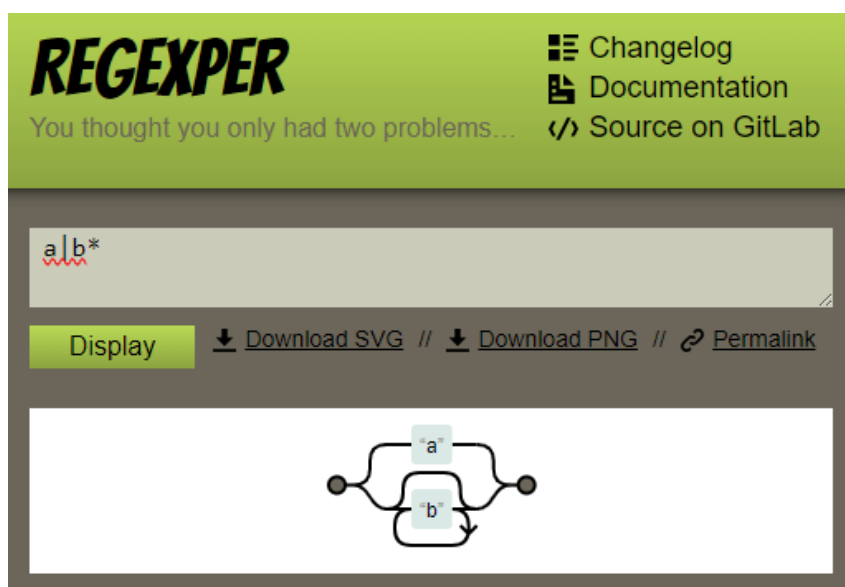 REGEXPER
You thought you only had two problems...
Changelog
Documentation
Source on GitLab
a|b*
Display
Download SVG // Download PNG // Permalink
“a”
“b”